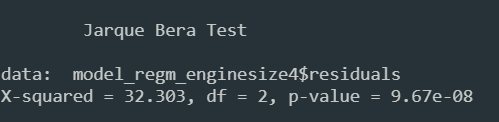 Jarque Bera Test
data:  model_regm_enginesize4$residuals
X-squared = 32.303, df = 2, p-value = 9.67e-08